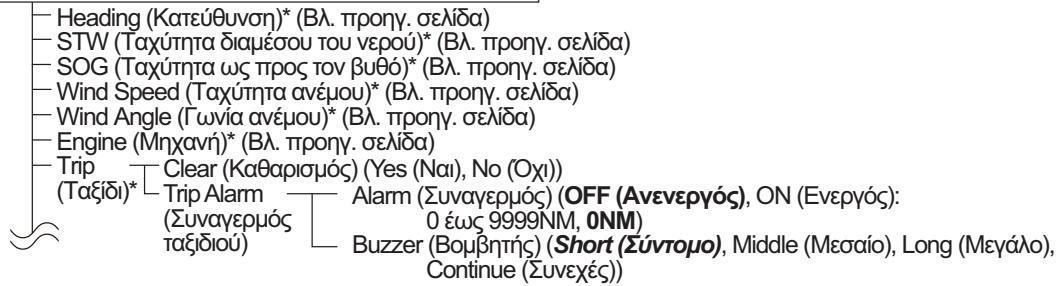 Heading (Κατεύθυνση)* (Βλ. προηγ. σελίδα)
STW (Ταχύτητα διαμέσου του νερού)* (Βλ. προηγ. σελίδα)
SOG (Ταχύτητα ως προς τον βυθό)* (Βλ. προηγ. σελίδα)
Wind Speed (Ταχύτητα ανέμου)* (Βλ. προηγ. σελίδα)
Wind Angle (Γωνία ανέμου)* (Βλ. προηγ. σελίδα)
Engine (Μηχανή)* (Βλ. προηγ. σελίδα)
Trip
(Ταξίδι)*
Clear (Καθαρισμός) (Yes (Ναι), No (Όχι))
Trip Alarm
(Συναγερμός
ταξιδιού)
Alarm (Συναγερμός) (OFF (Ανενεργός), ON (Ενεργός):
0 έως 9999NM, 0NM)
Buzzer (Βομβητής) (Short (Σύντομο), Middle (Μεσαίο), Long (Μεγάλο),
Continue (Συνεχές))